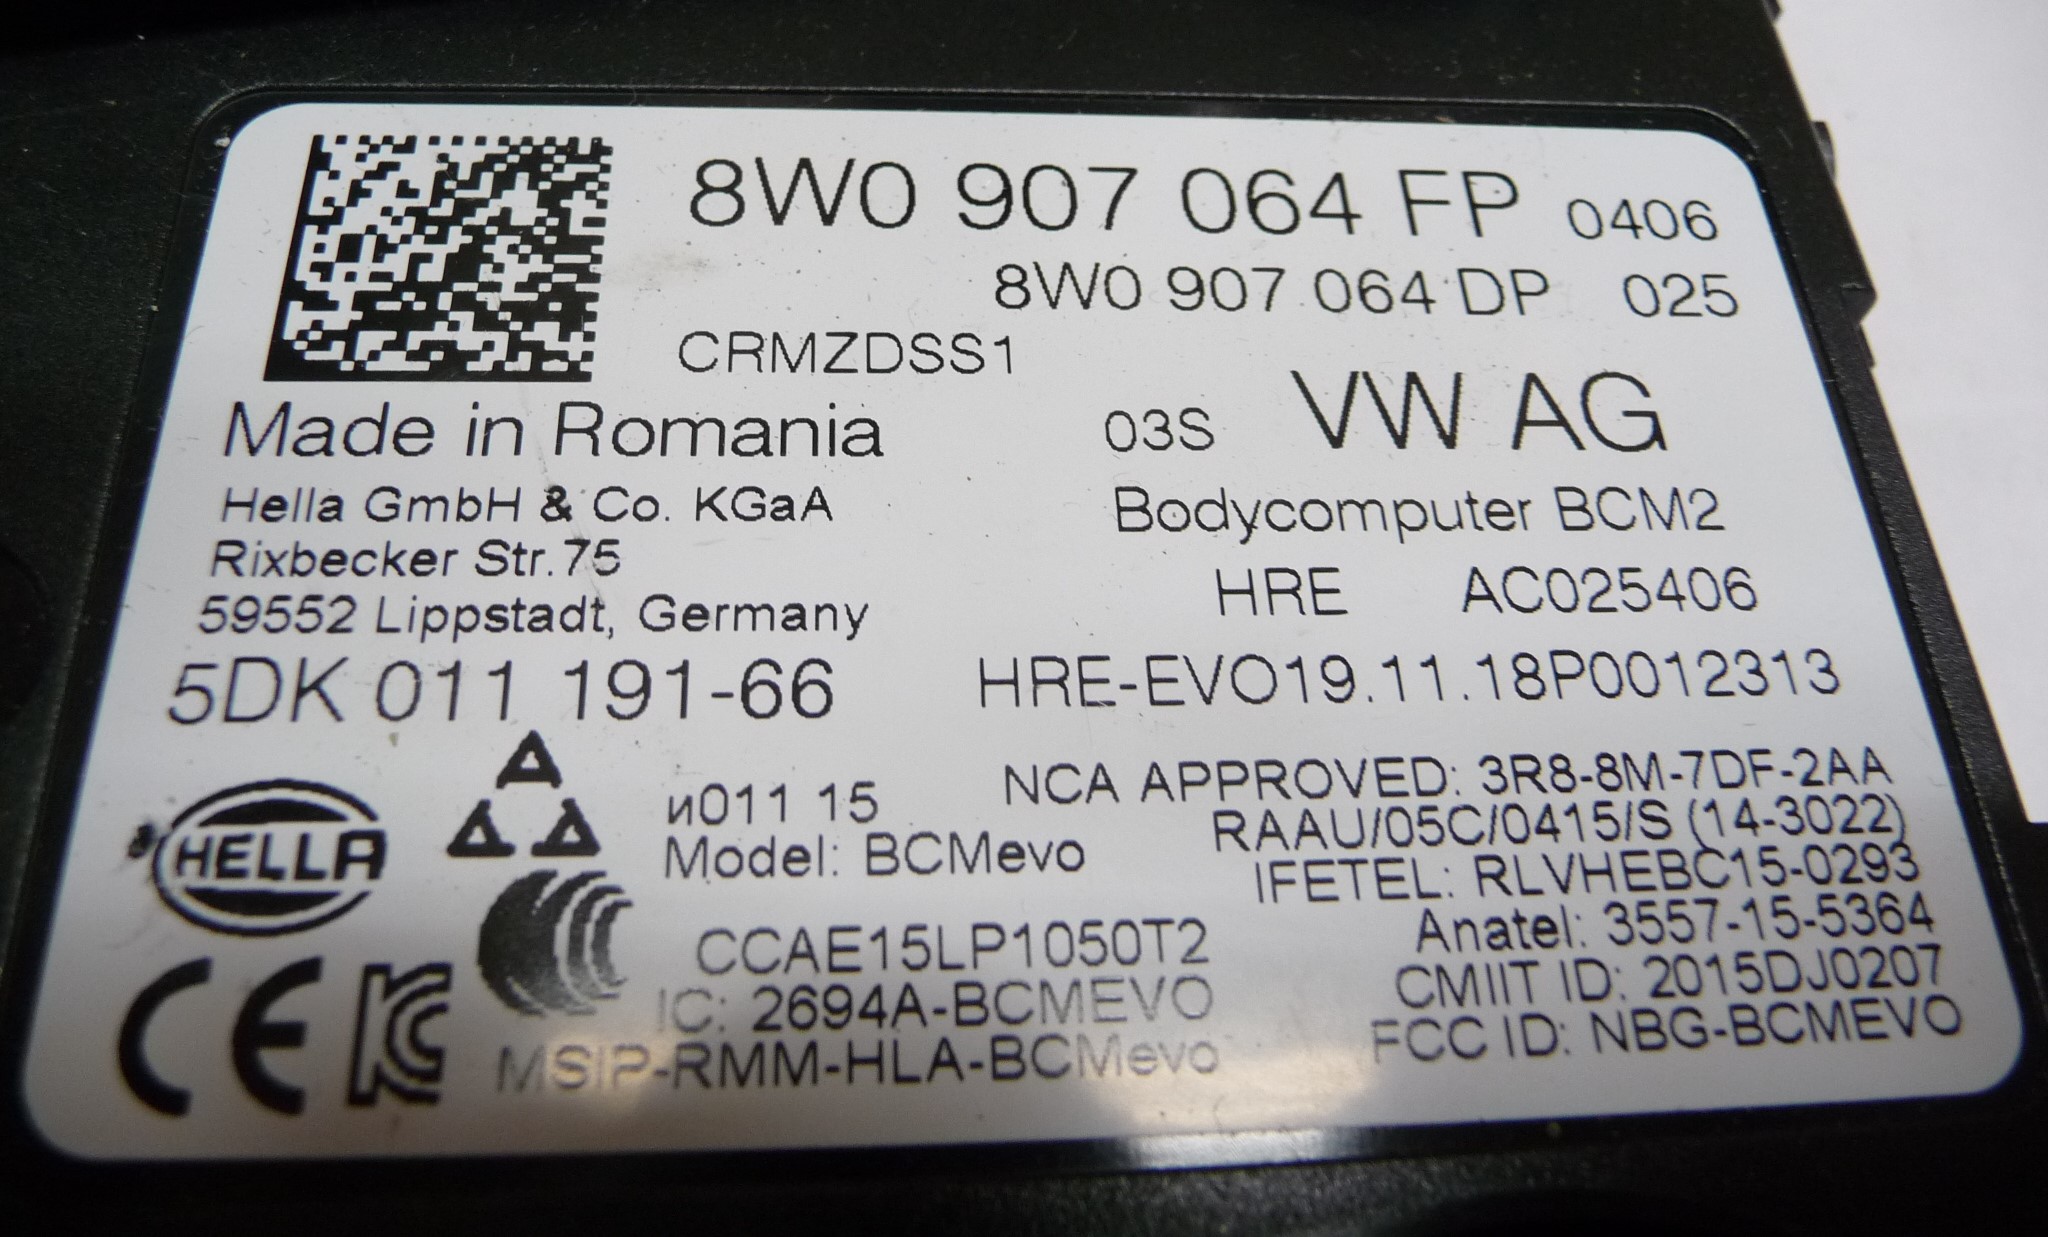 8W0 907 064 FP 0406
8W0 907 064 DP 025
CRMZDSS1
Made in Romania
03S VW AG
Hella GmbH & Co. KGaA
Bodycomputer BCM2
Rixbecker Str.75
HRE AC025406
59552 Lippstadt, Germany
5DK 011 191-66
HRE-EVO19.11.18P0012313
HELLA
и011 15
Model: BCMevo
NCA APPROVED: 3R8-8M-7DF-2AA
RAAU/05C/0415/S (14-3022)
IFETEL: RLVHEBC15-0293
Anatel: 3557-15-5364
CMIIT ID: 2015DJ0207
FCC ID: NBG-BCMEVO
CCAE15LP1050T2
IC: 2694A-BCMEVO
MSIP-RMM-HLA-BCMevo
CE